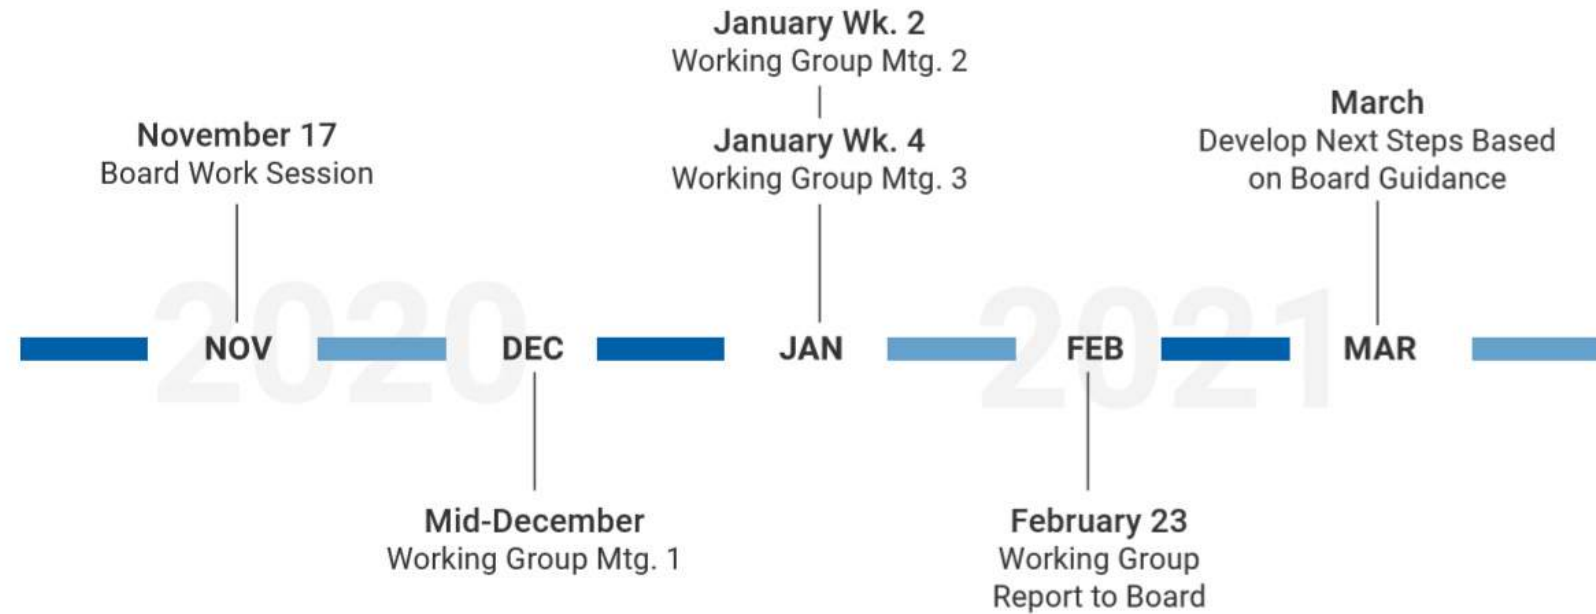 January Wk. 2
Working Group Mtg. 2
January Wk. 4
Working Group Mtg. 3
November 17
Board Work Session
March
Develop Next Steps Based
on Board Guidance
2020
2021
NOV
DEC
JAN
FEB
MAR
Mid-December
Working Group Mtg. 1
February 23
Working Group
Report to Board